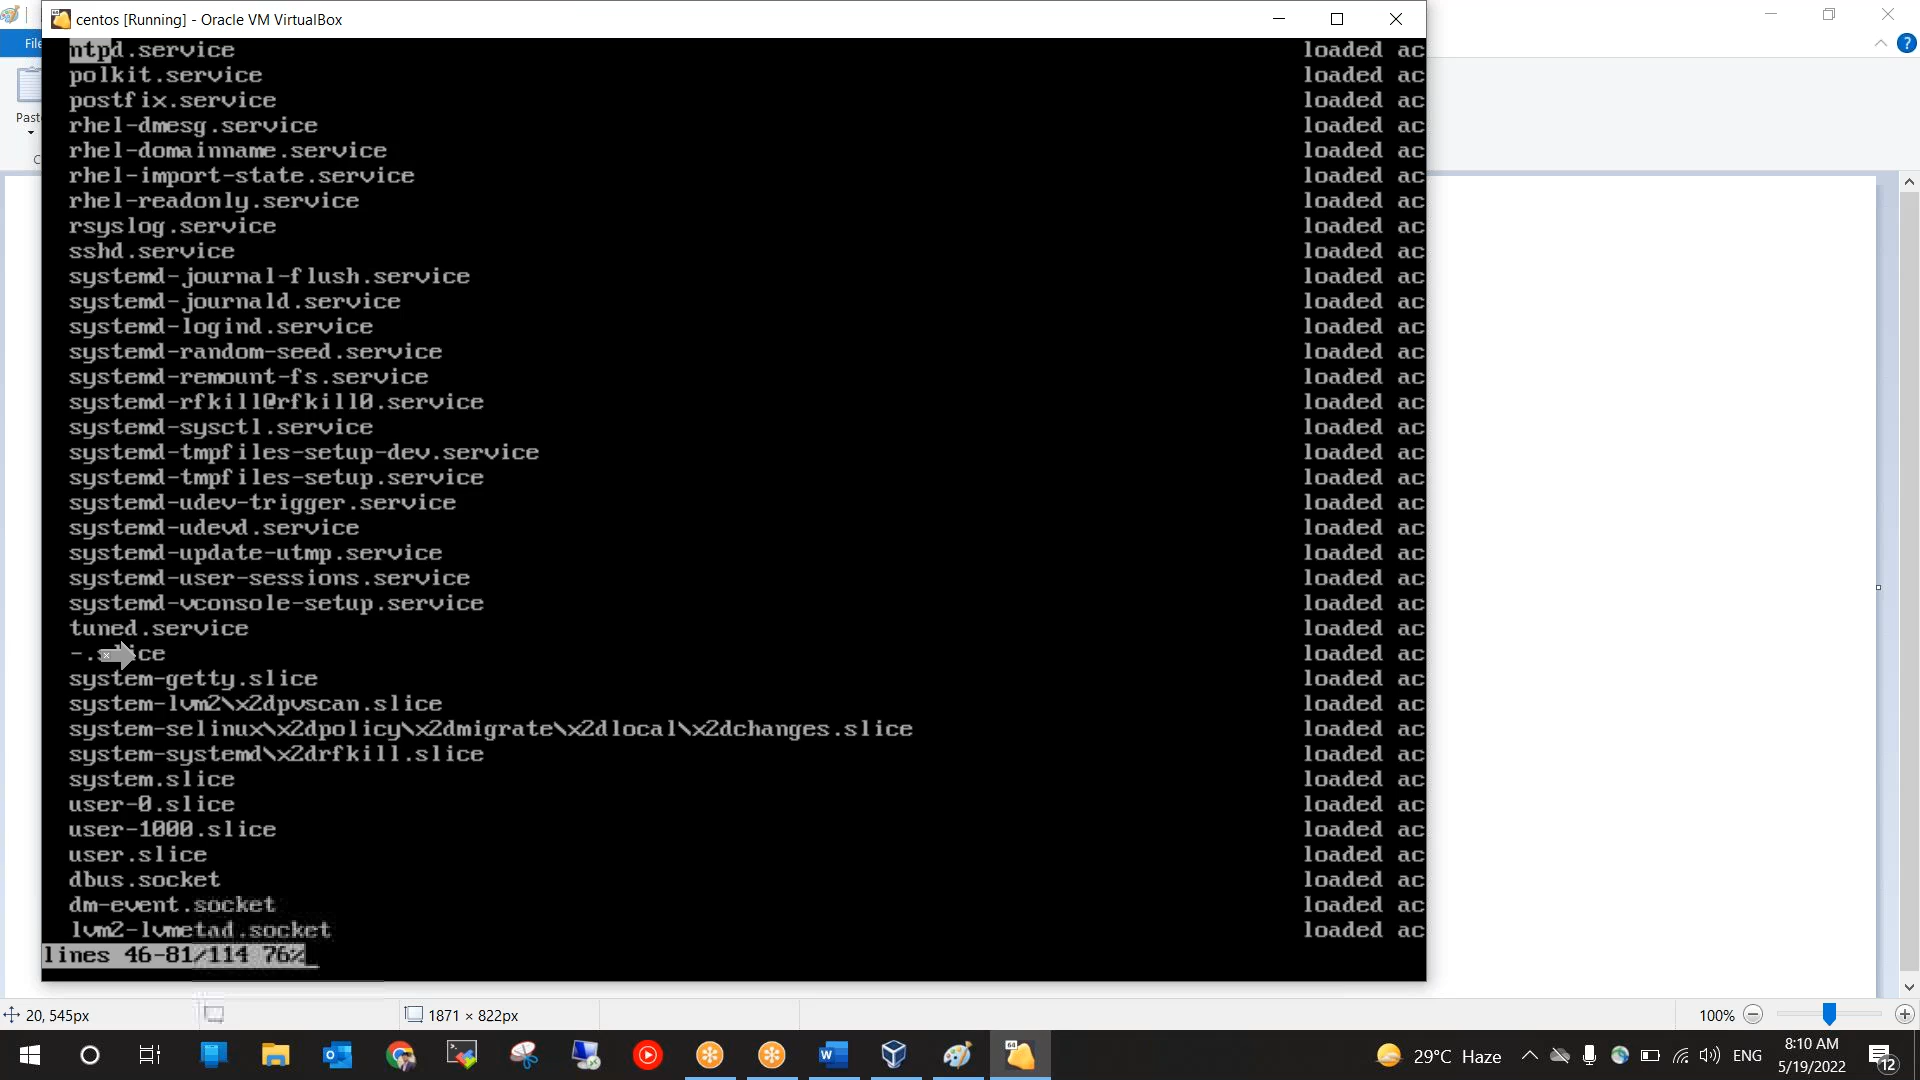 centos [Running] - Oracle VM VirtualBox
File
Past
C
ntpd.service loaded ac
polkit.service loaded ac
postfix.service loaded ac
rhel-dmesg.service loaded ac
rhel-domainname.service loaded ac
rhel-import-state.service loaded ac
rhel-readonly.service loaded ac
rsyslog.service loaded ac
sshd.service loaded ac
systemd-journal-flush.service loaded ac
systemd-journald.service loaded ac
systemd-logind.service loaded ac
systemd-random-seed.service loaded ac
systemd-remount-fs.service loaded ac
systemd-rfkill@rfkill0.service loaded ac
systemd-sysctl.service loaded ac
systemd-tmpfiles-setup-dev.service loaded ac
systemd-tmpfiles-setup.service loaded ac
systemd-udev-trigger.service loaded ac
systemd-udevd.service loaded ac
systemd-update-utmp.service loaded ac
systemd-user-sessions.service loaded ac
systemd-vconsole-setup.service loaded ac
tuned.service loaded ac
-.slice loaded ac
system-getty.slice loaded ac
system-lvm2\x2dpvscan.slice loaded ac
system-selinux\x2dpolicy\x2dmigrate\x2dlocal\x2dchanges.slice loaded ac
system-systemd\x2drfkill.slice loaded ac
system.slice loaded ac
user-0.slice loaded ac
user-1000.slice loaded ac
user.slice loaded ac
dbus.socket loaded ac
dm-event.socket loaded ac
lvm2-lvmetad.socket loaded ac
lines 46-81/114 76%
20, 545px 1871 × 822px 100%
29°C Haze ENG 8:10 AM
5/19/2022 12